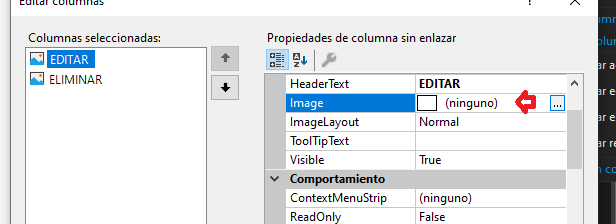 Editar columnas
Columnas seleccionadas:
EDITAR
ELIMINAR
Propiedades de columna sin enlazar
HeaderText EDITAR
Image (ninguno) ...
ImageLayout Normal
ToolTipText
Visible True
Comportamiento
ContextMenuStrip (ninguno)
ReadOnly False